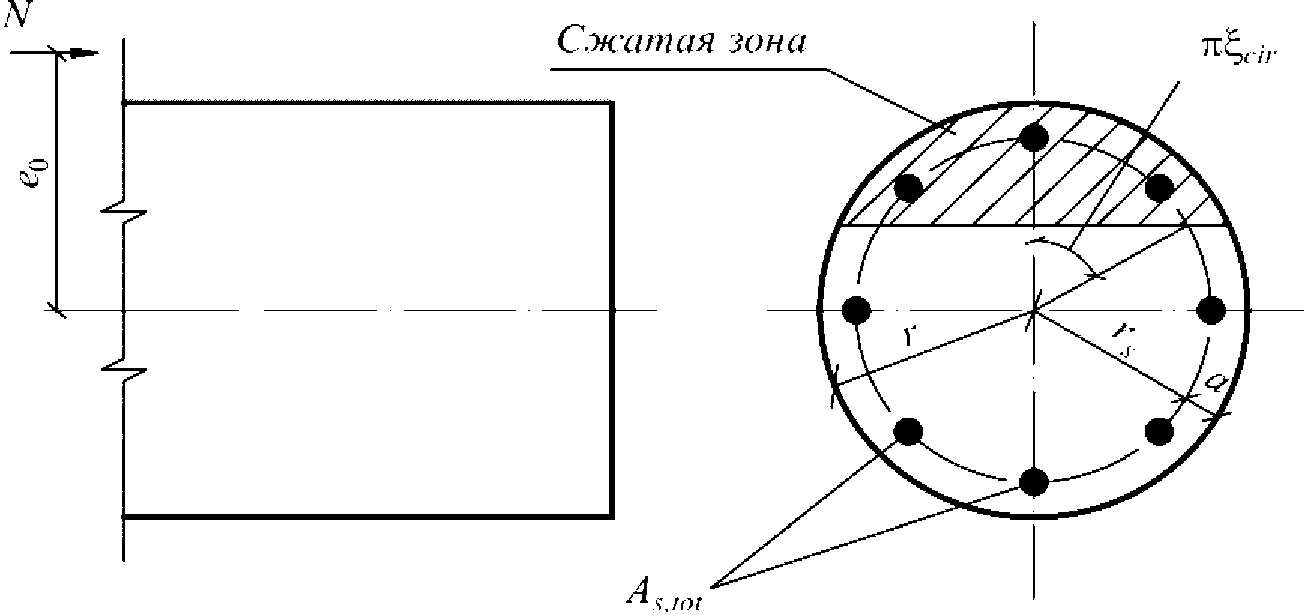 N
Сжатая зона
πξcir
e0
r
rs
a
As,tot